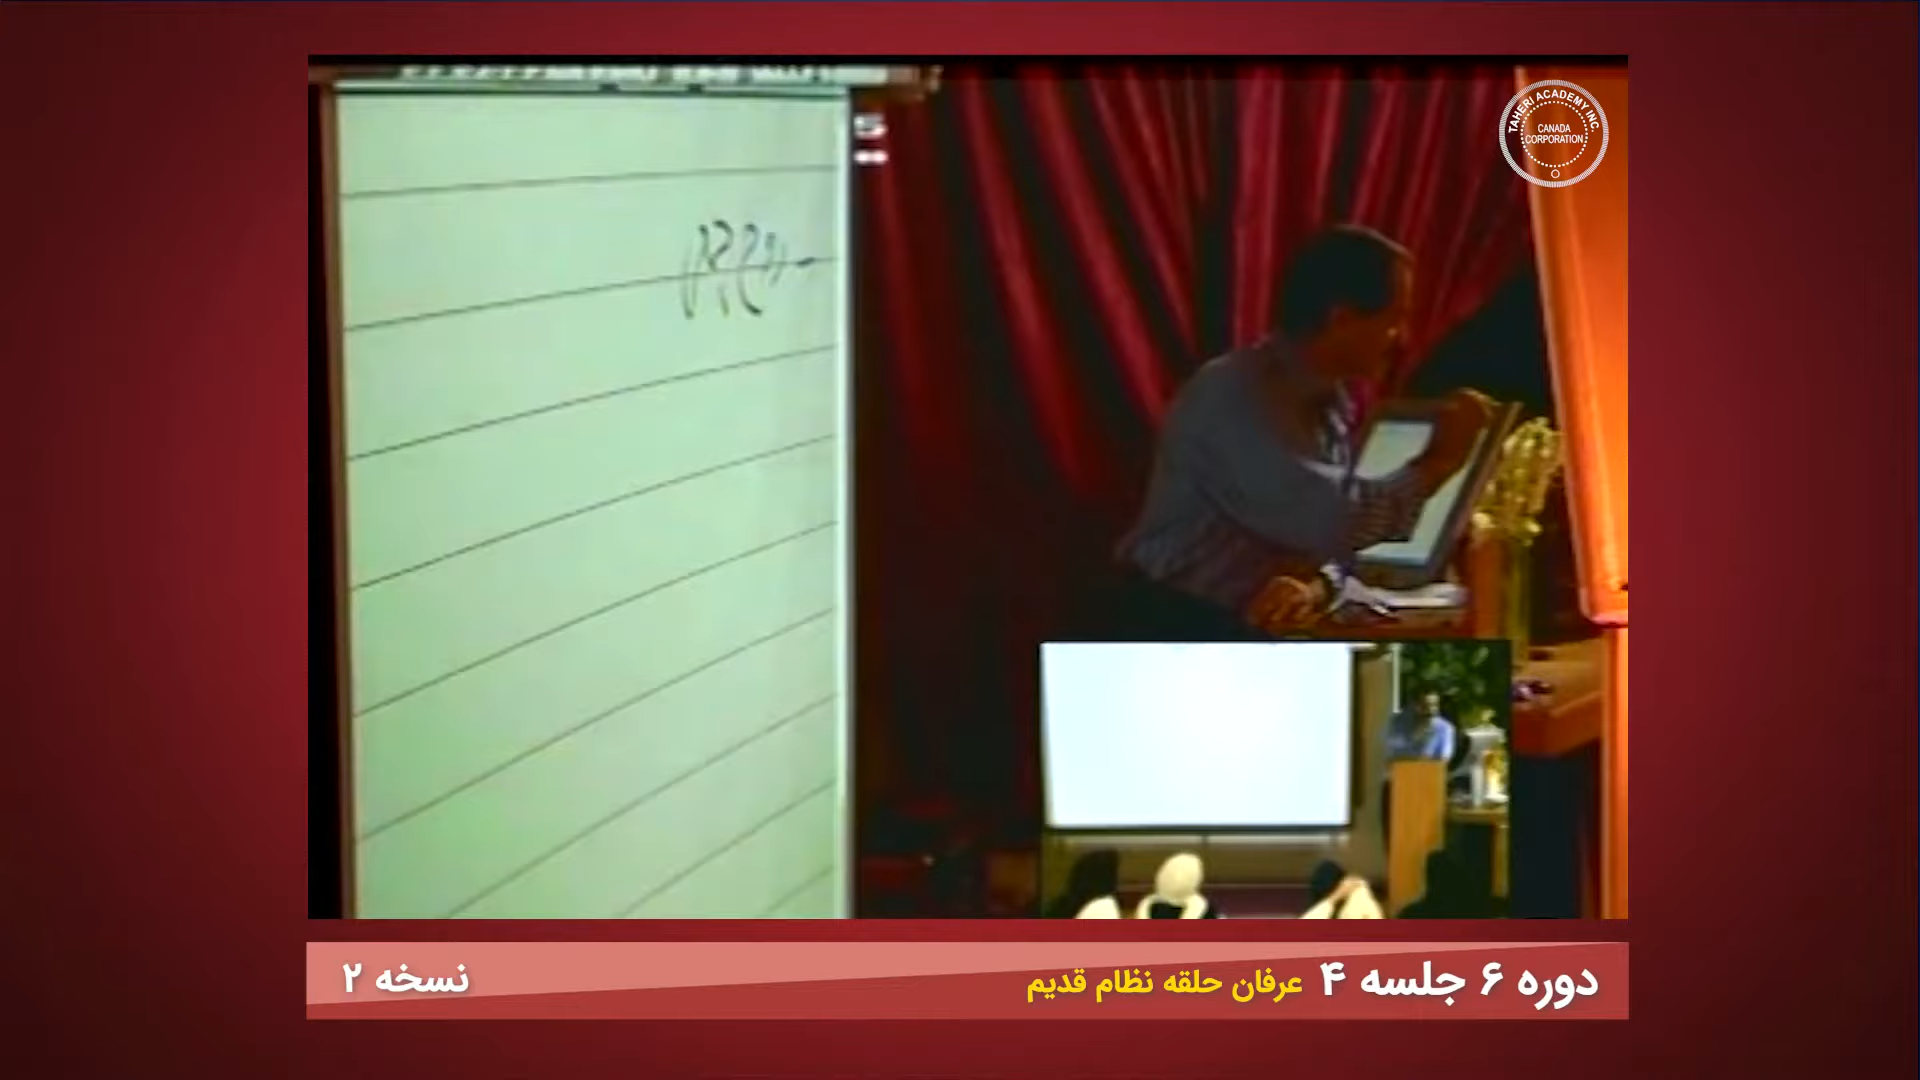 TAHERI ACADEMY INC.
CANADA
CORPORATION
دوره ۶ جلسه ۴ عرفان حلقه نظام قدیم
نسخه ۲